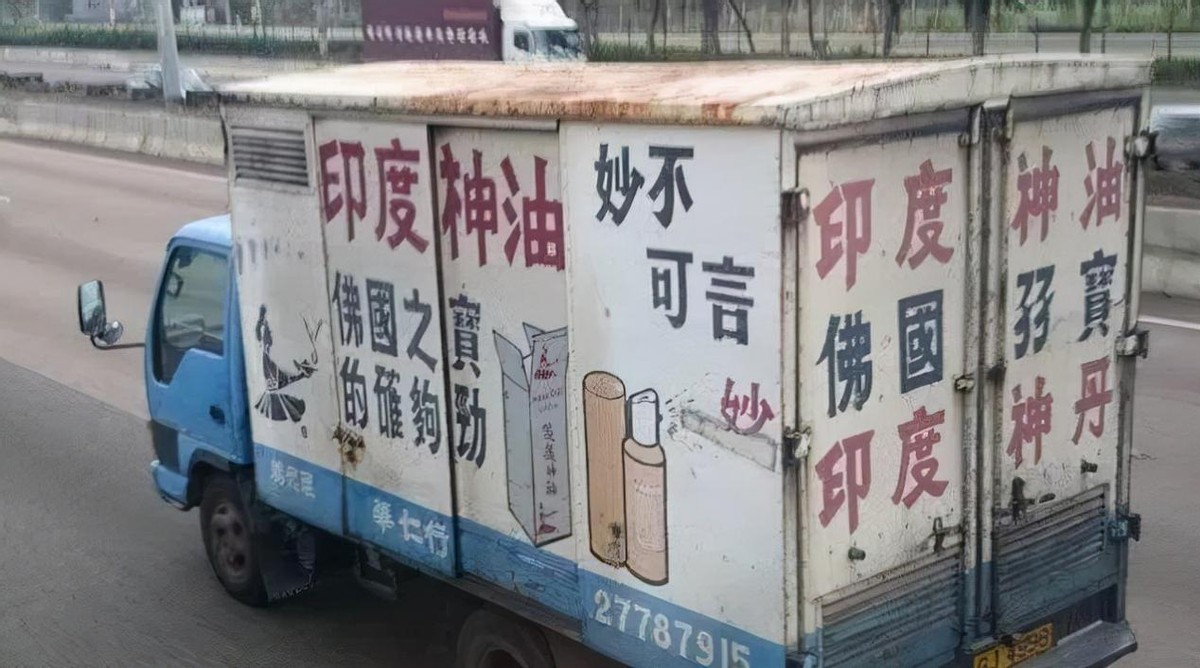 印度神油
佛國之寶
的確夠勁
妙不
可言
妙
華仁行
27787915
印度神油
佛國孖寶
印度神丹